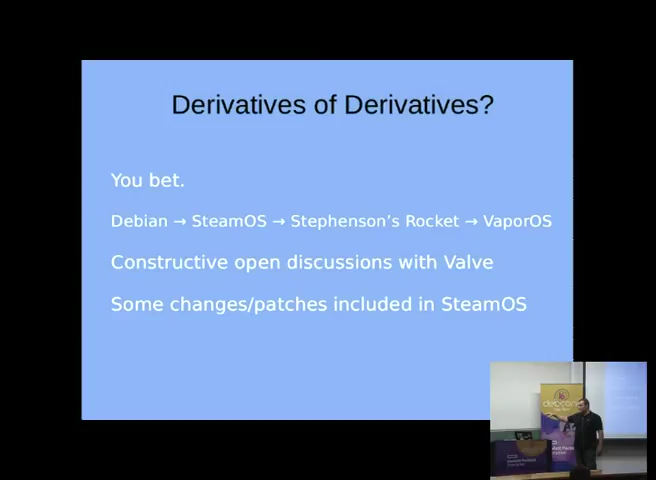 Derivatives of Derivatives?
You bet.
Debian → SteamOS → Stephenson's Rocket → VaporOS
Constructive open discussions with Valve
Some changes/patches included in SteamOS